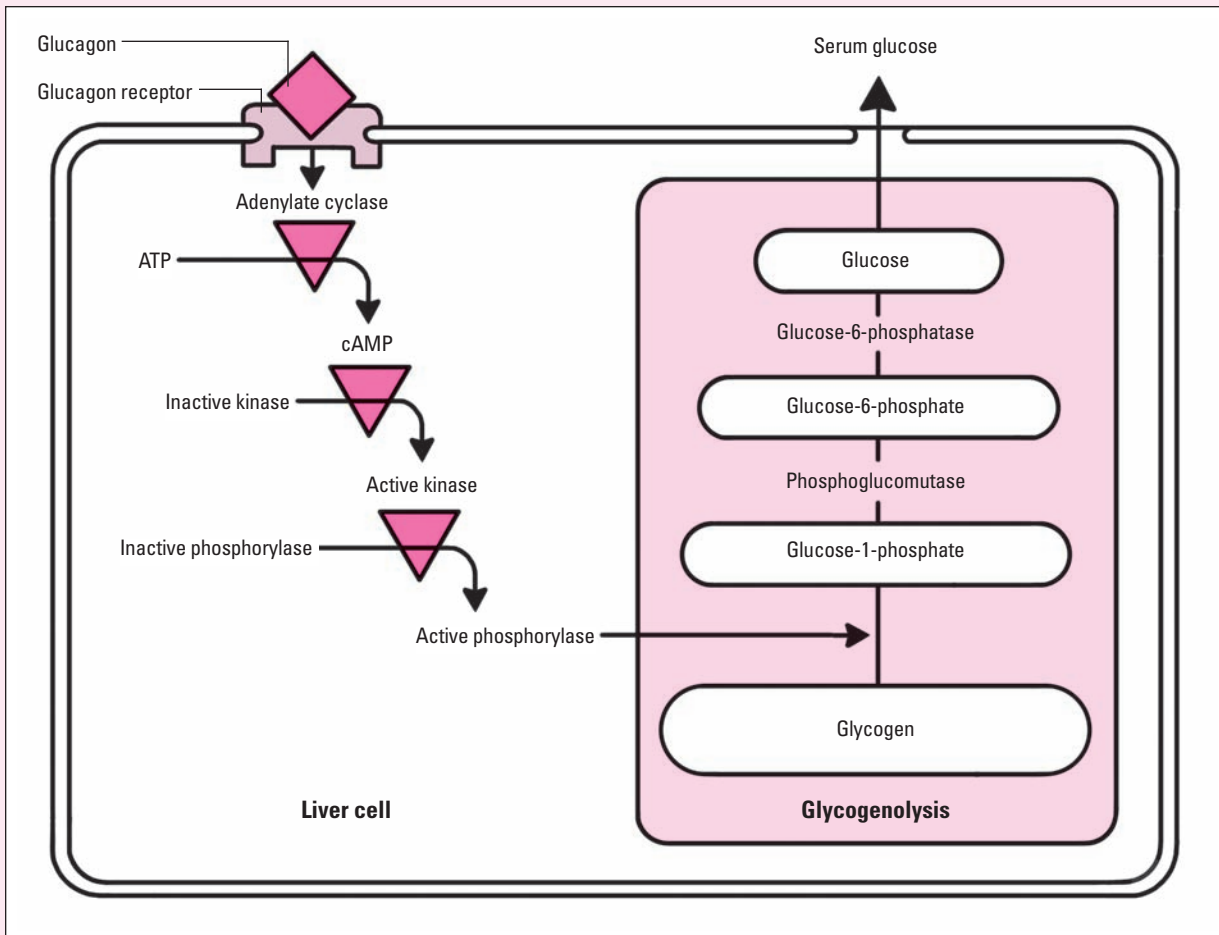 Glucagon
Glucagon receptor
Adenylate cyclase
ATP
cAMP
Inactive kinase
Active kinase
Inactive phosphorylase
Active phosphorylase
Liver cell
Serum glucose
Glucose
Glucose-6-phosphatase
Glucose-6-phosphate
Phosphoglucomutase
Glucose-1-phosphate
Glycogen
Glycogenolysis